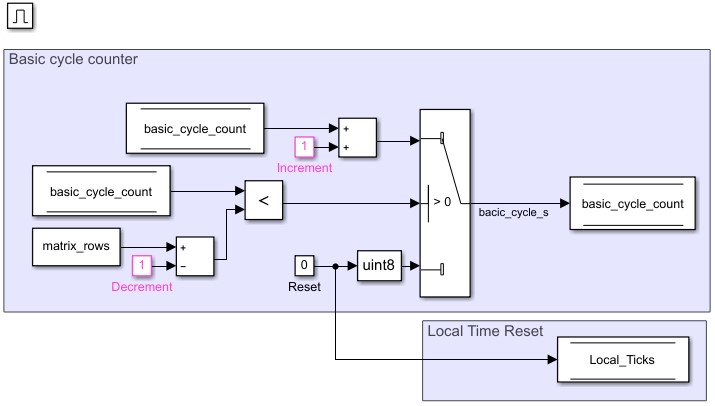 Basic cycle counter
basic_cycle_count
+
+
1
Increment
basic_cycle_count
<
> 0
bacic_cycle_s
basic_cycle_count
matrix_rows
+
−
1
Decrement
0
Reset
uint8
Local Time Reset
Local_Ticks